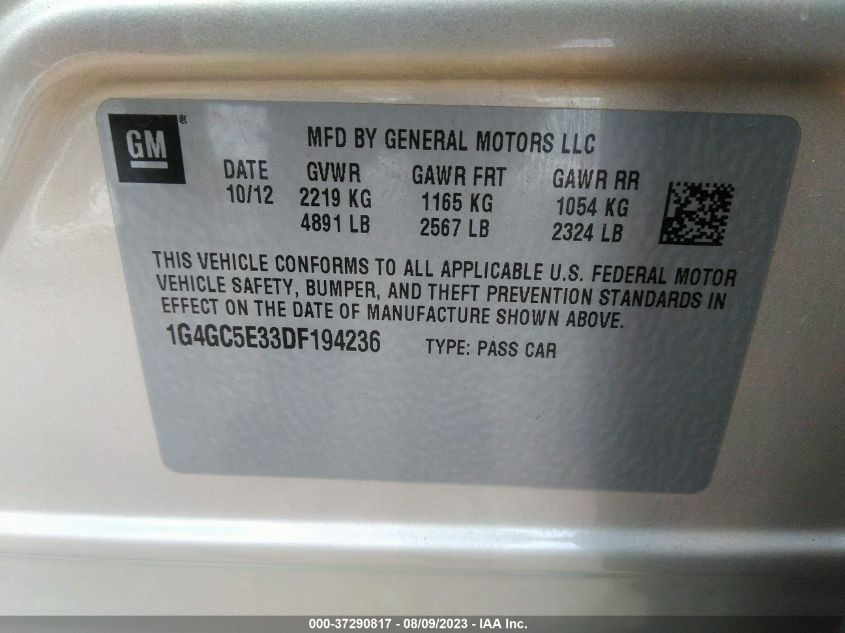 GM®
MFD BY GENERAL MOTORS LLC
DATE GVWR GAWR FRT GAWR RR
10/12 2219 KG 1165 KG 1054 KG
4891 LB 2567 LB 2324 LB
THIS VEHICLE CONFORMS TO ALL APPLICABLE U.S. FEDERAL MOTOR
VEHICLE SAFETY, BUMPER, AND THEFT PREVENTION STANDARDS IN
EFFECT ON THE DATE OF MANUFACTURE SHOWN ABOVE.
1G4GC5E33DF194236 TYPE: PASS CAR
000-37290817 - 08/09/2023 - IAA Inc.